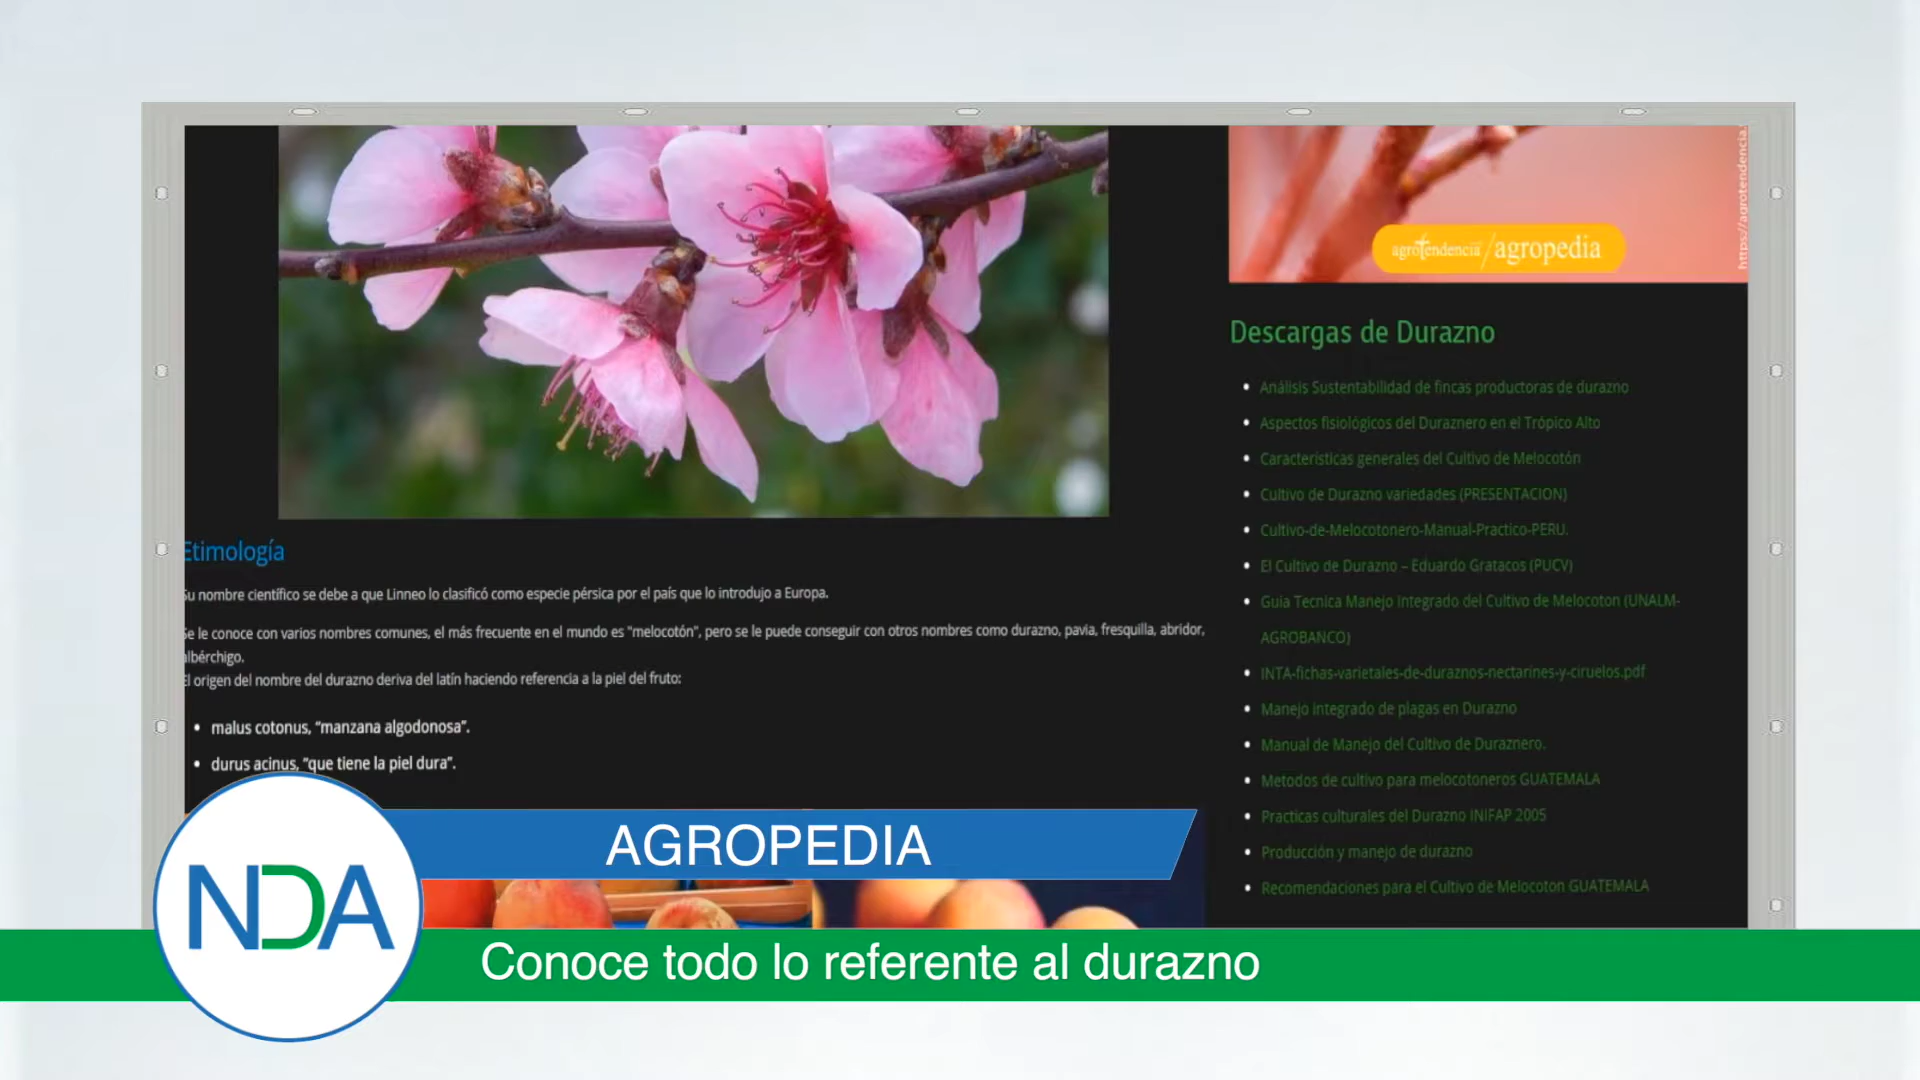 https://agrotendencia.
agrotendencia/agropedia
Etimología
Su nombre científico se debe a que Linneo lo clasificó como especie pérsica por el país que lo introdujo a Europa.
Se le conoce con varios nombres comunes, el más frecuente en el mundo es "melocotón", pero se le puede conseguir con otros nombres como durazno, pavia, fresquilla, abridor,
albérchigo.
El origen del nombre del durazno deriva del latín haciendo referencia a la piel del fruto:
• malus cotonus, “manzana algodonosa”.
• durus acinus, “que tiene la piel dura”.
Descargas de Durazno
• Análisis Sustentabilidad de fincas productoras de durazno
• Aspectos fisiológicos del Duraznero en el Trópico Alto
• Características generales del Cultivo de Melocotón
• Cultivo de Durazno variedades (PRESENTACION)
• Cultivo-de-Melocotonero-Manual-Practico-PERU.
• El Cultivo de Durazno – Eduardo Gratacos (PUCV)
• Guia Tecnica Manejo Integrado del Cultivo de Melocoton (UNALM-
AGROBANCO)
• INTA-fichas-varietales-de-duraznos-nectarines-y-ciruelos.pdf
• Manejo integrado de plagas en Durazno
• Manual de Manejo del Cultivo de Duraznero.
• Metodos de cultivo para melocotoneros GUATEMALA
• Practicas culturales del Durazno INIFAP 2005
• Producción y manejo de durazno
• Recomendaciones para el Cultivo de Melocoton GUATEMALA
AGROPEDIA
NDA
Conoce todo lo referente al durazno